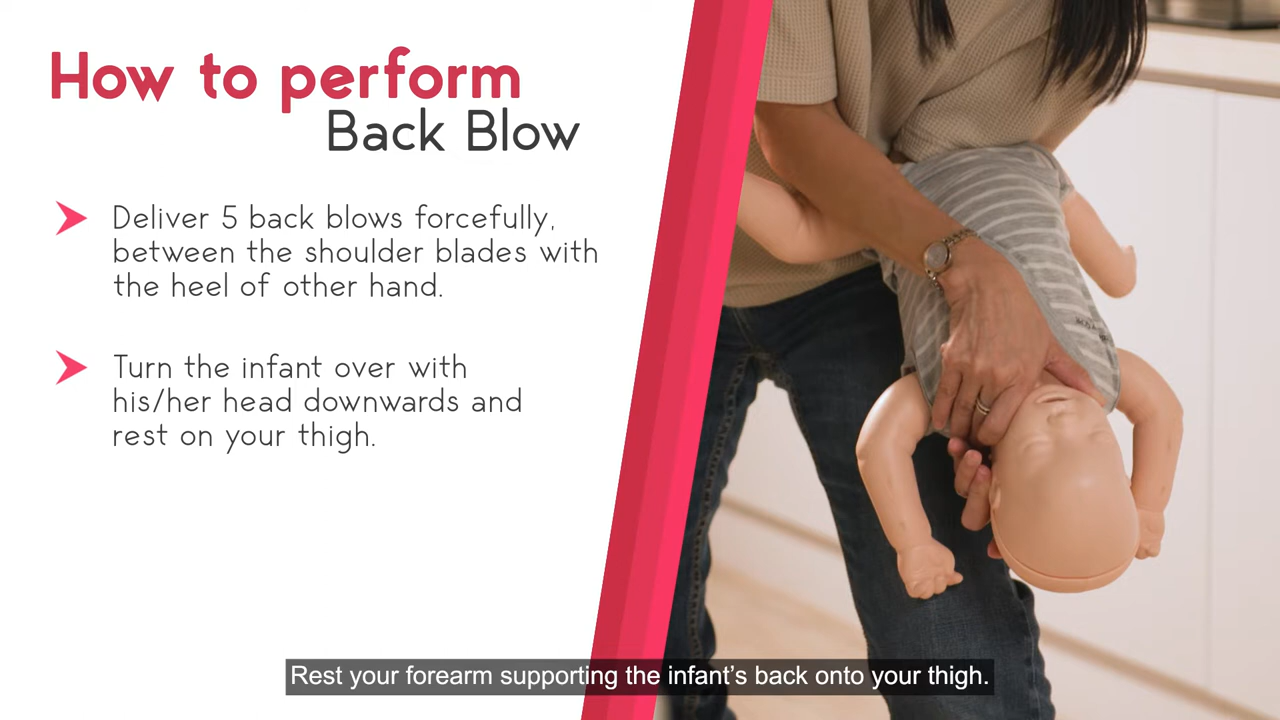 How to perform
Back Blow
Deliver 5 back blows forcefully,
between the shoulder blades with
the heel of other hand.
Turn the infant over with
his/her head downwards and
rest on your thigh.
Rest your forearm supporting the infant's back onto your thigh.